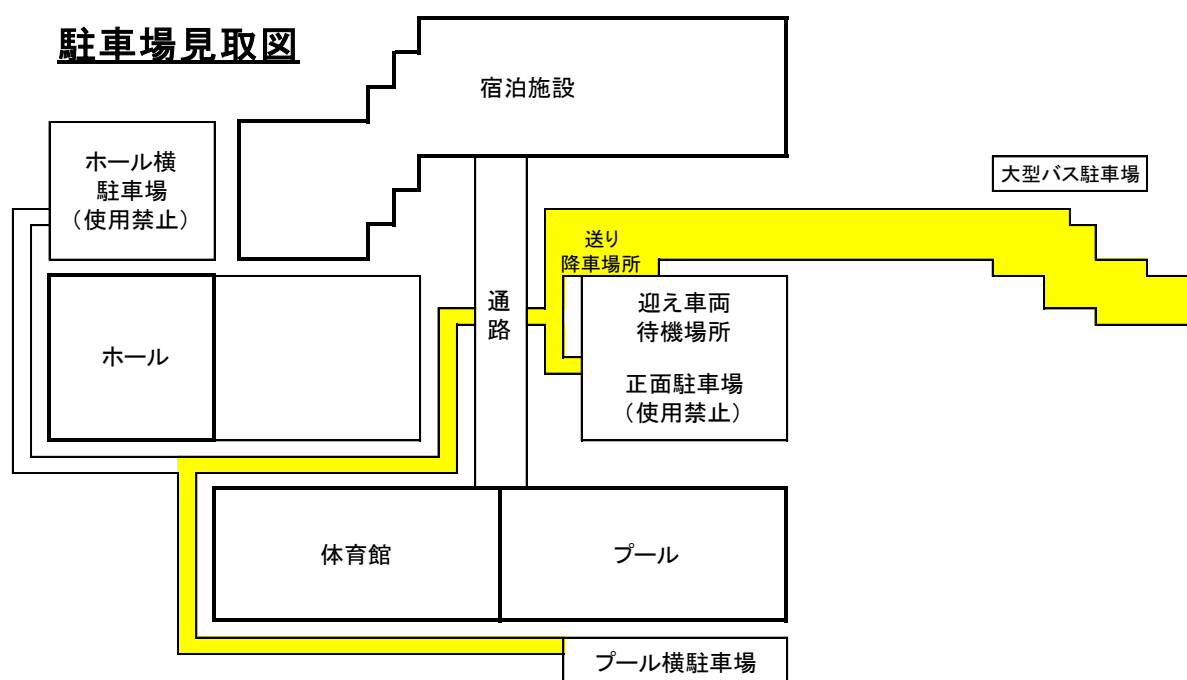 駐車場見取図
宿泊施設
ホール横
駐車場
（使用禁止）
大型バス駐車場
送り
降車場所
通
路
迎え車両
待機場所
正面駐車場
（使用禁止）
ホール
体育館
プール
プール横駐車場